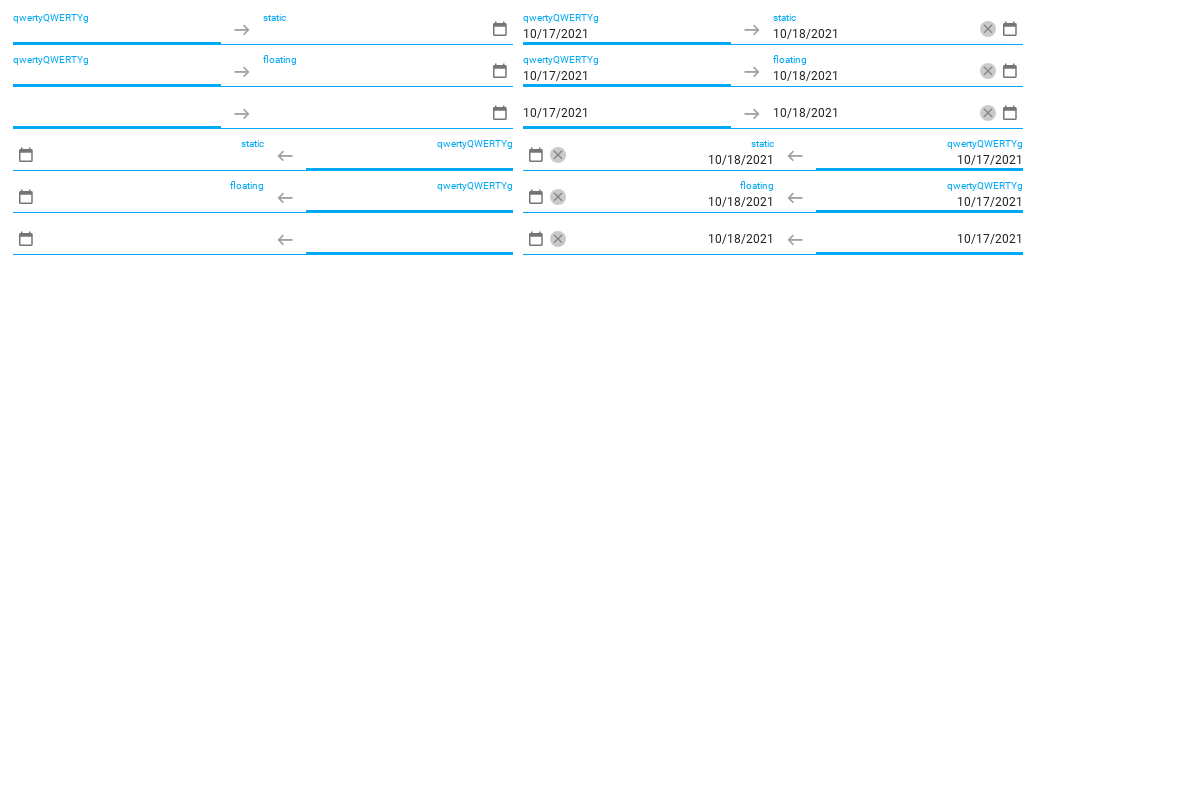 qwertyQWERTYg static qwertyQWERTYg static
10/17/2021 10/18/2021
qwertyQWERTYg floating qwertyQWERTYg floating
10/17/2021 10/18/2021
10/17/2021 10/18/2021
static qwertyQWERTYg static qwertyQWERTYg
10/18/2021 10/17/2021
floating qwertyQWERTYg floating qwertyQWERTYg
10/18/2021 10/17/2021
10/18/2021 10/17/2021